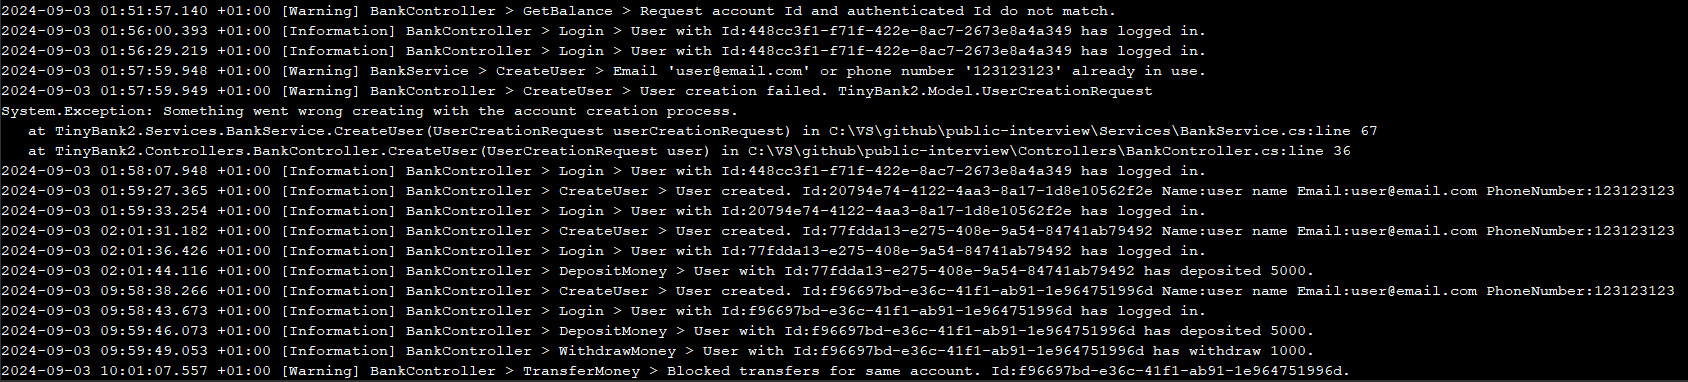 2024-09-03 01:51:57.140 +01:00 [Warning] BankController > GetBalance > Request account Id and authenticated Id do not match.
2024-09-03 01:56:00.393 +01:00 [Information] BankController > Login > User with Id:448cc3f1-f71f-422e-8ac7-2673e8a4a349 has logged in.
2024-09-03 01:56:29.219 +01:00 [Information] BankController > Login > User with Id:448cc3f1-f71f-422e-8ac7-2673e8a4a349 has logged in.
2024-09-03 01:57:59.948 +01:00 [Warning] BankService > CreateUser > Email 'user@email.com' or phone number '123123123' already in use.
2024-09-03 01:57:59.949 +01:00 [Warning] BankController > CreateUser > User creation failed. TinyBank2.Model.UserCreationRequest
System.Exception: Something went wrong creating with the account creation process.
   at TinyBank2.Services.BankService.CreateUser(UserCreationRequest userCreationRequest) in C:\VS\github\public-interview\Services\BankService.cs:line 67
   at TinyBank2.Controllers.BankController.CreateUser(UserCreationRequest user) in C:\VS\github\public-interview\Controllers\BankController.cs:line 36
2024-09-03 01:58:07.948 +01:00 [Information] BankController > Login > User with Id:448cc3f1-f71f-422e-8ac7-2673e8a4a349 has logged in.
2024-09-03 01:59:27.365 +01:00 [Information] BankController > CreateUser > User created. Id:20794e74-4122-4aa3-8a17-1d8e10562f2e Name:user name Email:user@email.com PhoneNumber:123123123
2024-09-03 01:59:33.254 +01:00 [Information] BankController > Login > User with Id:20794e74-4122-4aa3-8a17-1d8e10562f2e has logged in.
2024-09-03 02:01:31.182 +01:00 [Information] BankController > CreateUser > User created. Id:77fdda13-e275-408e-9a54-84741ab79492 Name:user name Email:user@email.com PhoneNumber:123123123
2024-09-03 02:01:36.426 +01:00 [Information] BankController > Login > User with Id:77fdda13-e275-408e-9a54-84741ab79492 has logged in.
2024-09-03 02:01:44.116 +01:00 [Information] BankController > DepositMoney > User with Id:77fdda13-e275-408e-9a54-84741ab79492 has deposited 5000.
2024-09-03 09:58:38.266 +01:00 [Information] BankController > CreateUser > User created. Id:f96697bd-e36c-41f1-ab91-1e964751996d Name:user name Email:user@email.com PhoneNumber:123123123
2024-09-03 09:58:43.673 +01:00 [Information] BankController > Login > User with Id:f96697bd-e36c-41f1-ab91-1e964751996d has logged in.
2024-09-03 09:59:46.073 +01:00 [Information] BankController > DepositMoney > User with Id:f96697bd-e36c-41f1-ab91-1e964751996d has deposited 5000.
2024-09-03 09:59:49.053 +01:00 [Information] BankController > WithdrawMoney > User with Id:f96697bd-e36c-41f1-ab91-1e964751996d has withdraw 1000.
2024-09-03 10:01:07.557 +01:00 [Warning] BankController > TransferMoney > Blocked transfers for same account. Id:f96697bd-e36c-41f1-ab91-1e964751996d.